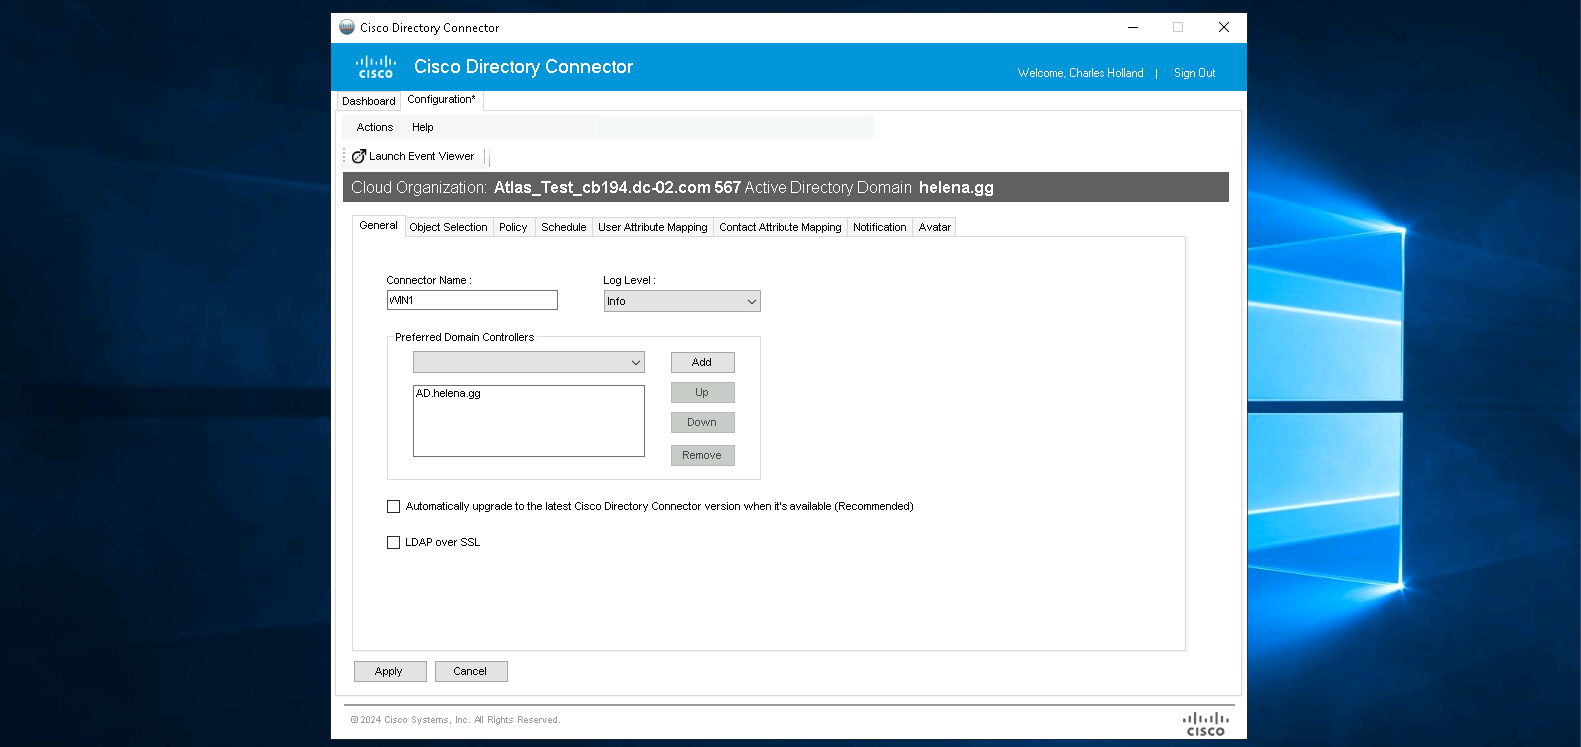 Cisco Directory Connector
CISCO Cisco Directory Connector Welcome, Charles Holland | Sign Out
Dashboard Configuration*
Actions Help
Launch Event Viewer
Cloud Organization: Atlas_Test_cb194.dc-02.com 567 Active Directory Domain helena.gg
General Object Selection Policy Schedule User Attribute Mapping Contact Attribute Mapping Notification Avatar
Connector Name : Log Level :
WIN1 Info
Preferred Domain Controllers
Add
AD.helena.gg Up
Down
Remove
Automatically upgrade to the latest Cisco Directory Connector version when it's available (Recommended)
LDAP over SSL
Apply Cancel
© 2024 Cisco Systems, Inc. All Rights Reserved.
CISCO